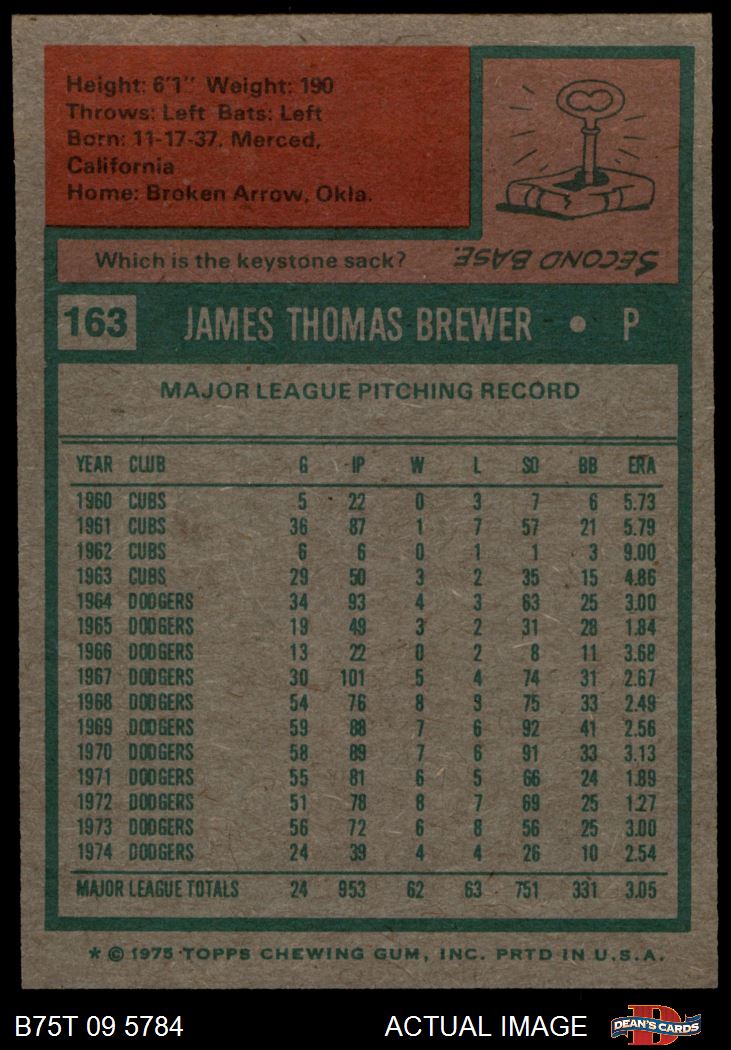 Height: 6'1" Weight: 190
Throws: Left Bats: Left
Born: 11-17-37, Merced,
California
Home: Broken Arrow, Okla.
Which is the keystone sack? SECOND BASE.
163 JAMES THOMAS BREWER • P
MAJOR LEAGUE PITCHING RECORD
YEAR CLUB G IP W L SO BB ERA
1960 CUBS 5 22 0 3 7 6 5.73
1961 CUBS 36 87 1 7 57 21 5.79
1962 CUBS 6 6 0 1 1 3 9.00
1963 CUBS 29 50 3 2 35 15 4.86
1964 DODGERS 34 93 4 3 63 25 3.00
1965 DODGERS 19 49 3 2 31 28 1.84
1966 DODGERS 13 22 0 2 8 11 3.68
1967 DODGERS 30 101 5 4 74 31 2.67
1968 DODGERS 54 76 8 9 75 33 2.49
1969 DODGERS 59 88 7 6 92 41 2.56
1970 DODGERS 58 89 7 6 91 33 3.13
1971 DODGERS 55 81 6 5 66 24 1.89
1972 DODGERS 51 78 8 7 69 25 1.27
1973 DODGERS 56 72 6 8 56 25 3.00
1974 DODGERS 24 39 4 4 26 10 2.54
MAJOR LEAGUE TOTALS 24 953 62 63 751 331 3.05
* © 1975 TOPPS CHEWING GUM, INC. PRTD IN U.S.A.
B75T 09 5784 ACTUAL IMAGE D DEAN'S CARDS